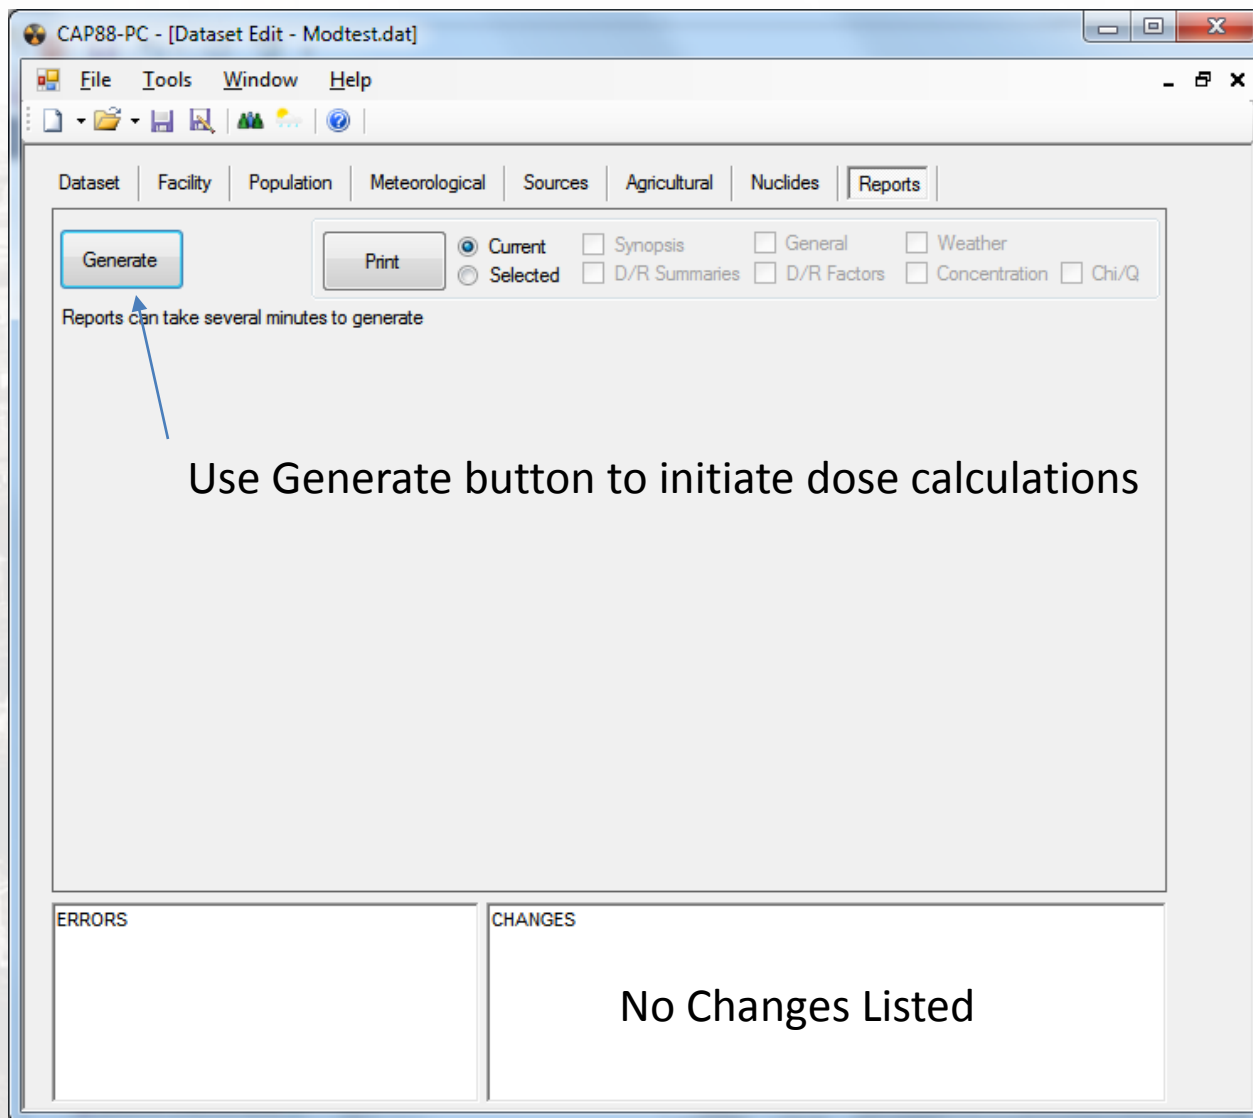 CAP88-PC - [Dataset Edit - Modtest.dat]
File Tools Window Help
Dataset Facility Population Meteorological Sources Agricultural Nuclides Reports
Generate Print Current Synopsis General Weather
Selected D/R Summaries D/R Factors Concentration Chi/Q
Reports can take several minutes to generate
Use Generate button to initiate dose calculations
ERRORS CHANGES
No Changes Listed